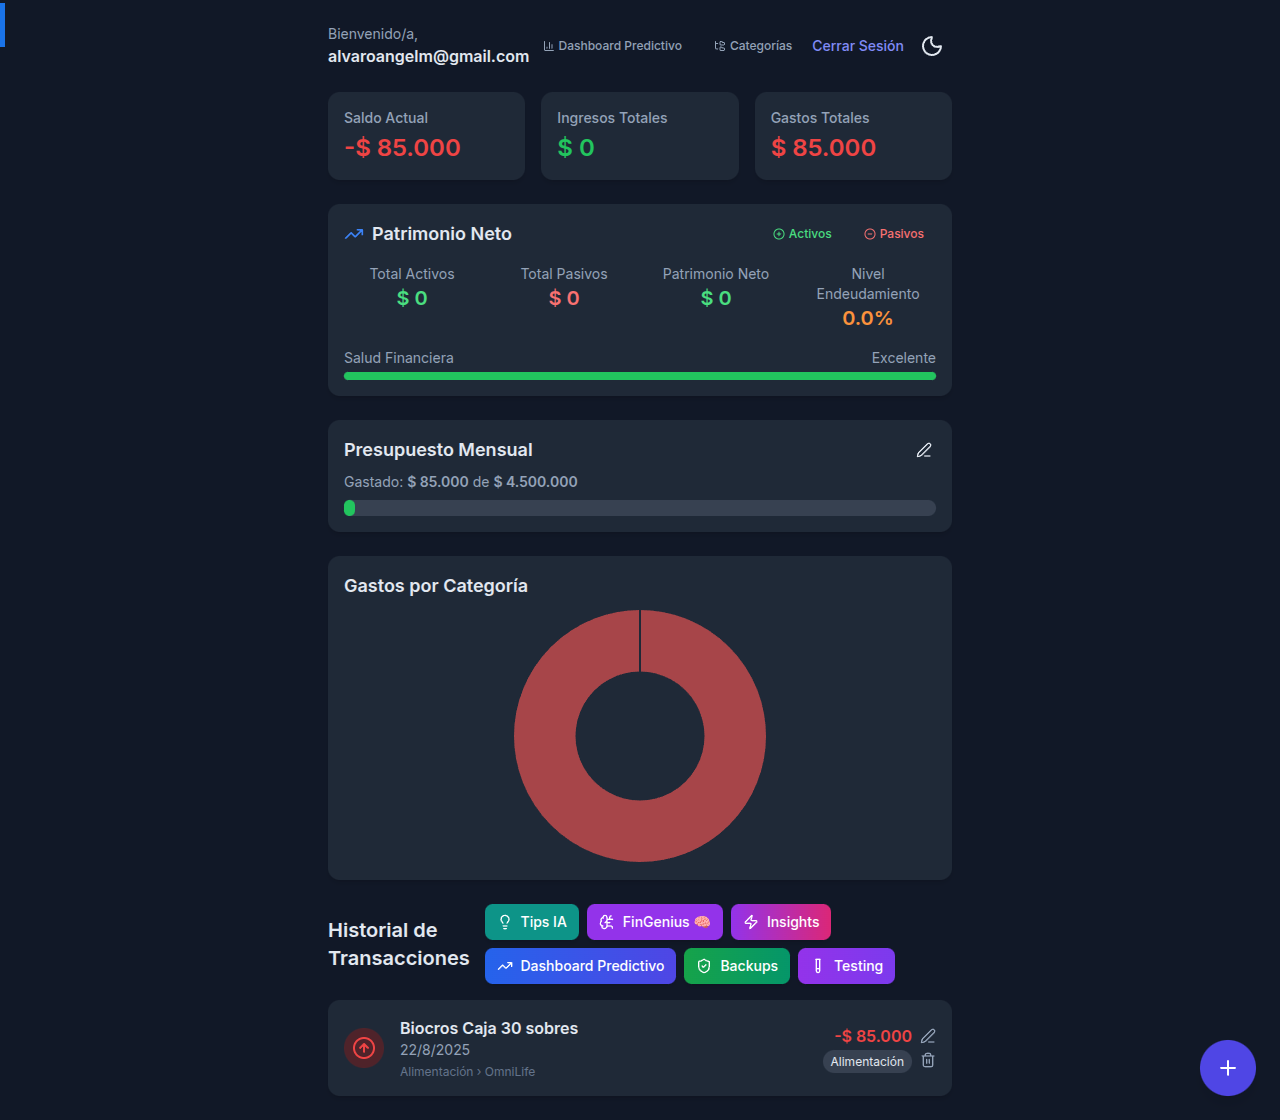 Bienvenido/a,
alvaroangelm@gmail.com
Dashboard Predictivo
Categorías
Cerrar Sesión
Saldo Actual
-$ 85.000
Ingresos Totales
$ 0
Gastos Totales
$ 85.000
Patrimonio Neto
Activos
Pasivos
Total Activos
$ 0
Total Pasivos
$ 0
Patrimonio Neto
$ 0
Nivel
Endeudamiento
0.0%
Salud Financiera
Excelente
Presupuesto Mensual
Gastado: $ 85.000 de $ 4.500.000
Gastos por Categoría
Historial de
Transacciones
Tips IA
FinGenius 🧠
Insights
Dashboard Predictivo
Backups
Testing
Biocros Caja 30 sobres
22/8/2025
Alimentación › OmniLife
-$ 85.000
Alimentación